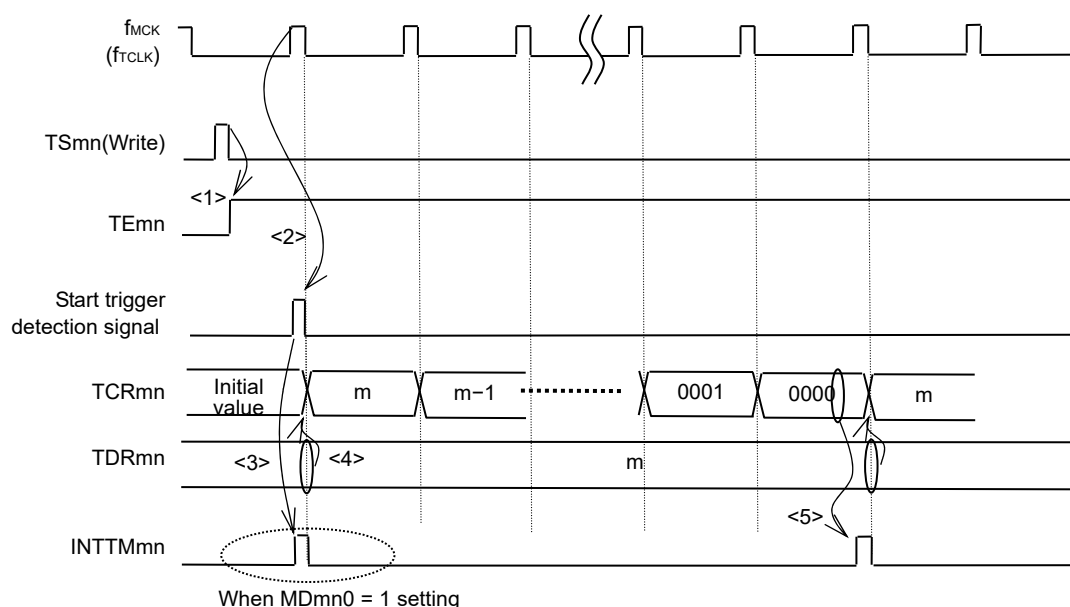 fMCK
(fTCLK)
TSmn(Write)
<1>
TEmn
<2>
Start trigger
detection signal
TCRmn
Initial
value
m
m−1
0001
0000
m
TDRmn
<3>
<4>
m
<5>
INTTMmn
When MDmn0 = 1 setting